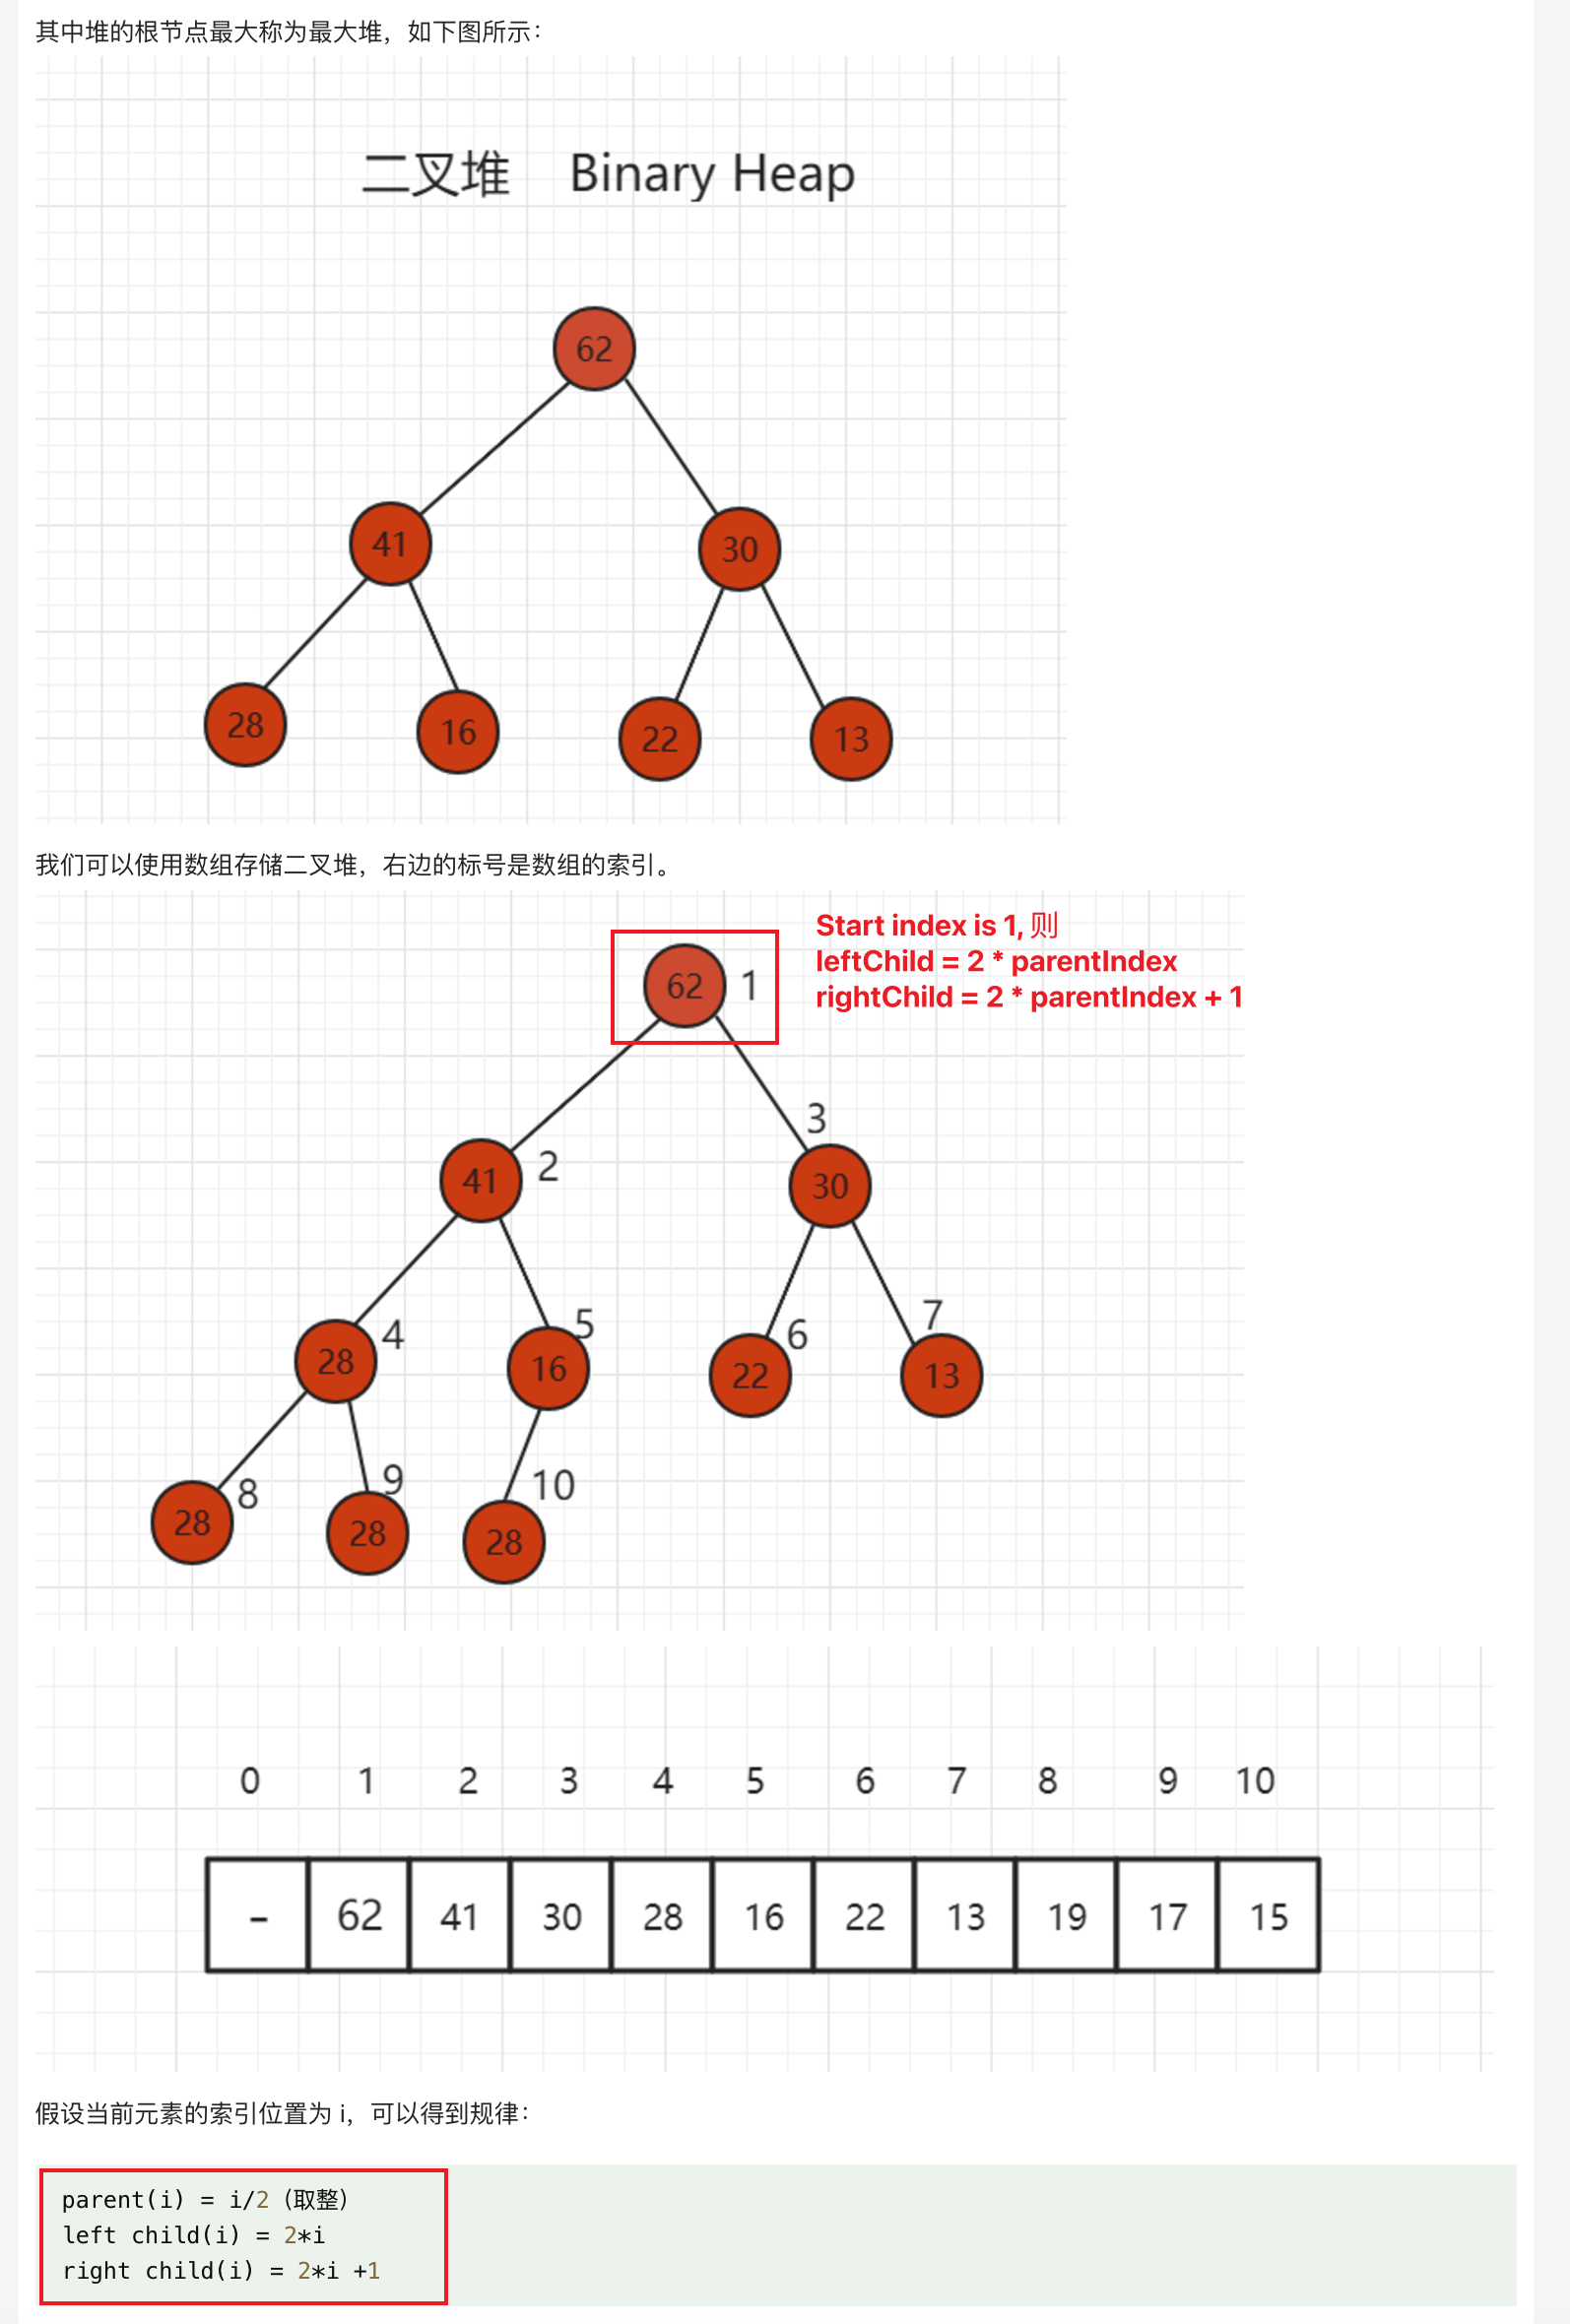 其中堆的根节点最大称为最大堆，如下图所示：
二叉堆 Binary Heap
62
41
30
28
16
22
13
我们可以使用数组存储二叉堆，右边的标号是数组的索引。
Start index is 1, 则
leftChild = 2 * parentIndex
rightChild = 2 * parentIndex + 1
62 1
3
41 2
30
28 4
16 5
22 6
13 7
28 8
28 9
28 10
0 1 2 3 4 5 6 7 8 9 10
- 62 41 30 28 16 22 13 19 17 15
假设当前元素的索引位置为 i，可以得到规律：
parent(i) = i/2（取整）
left child(i) = 2*i
right child(i) = 2*i +1